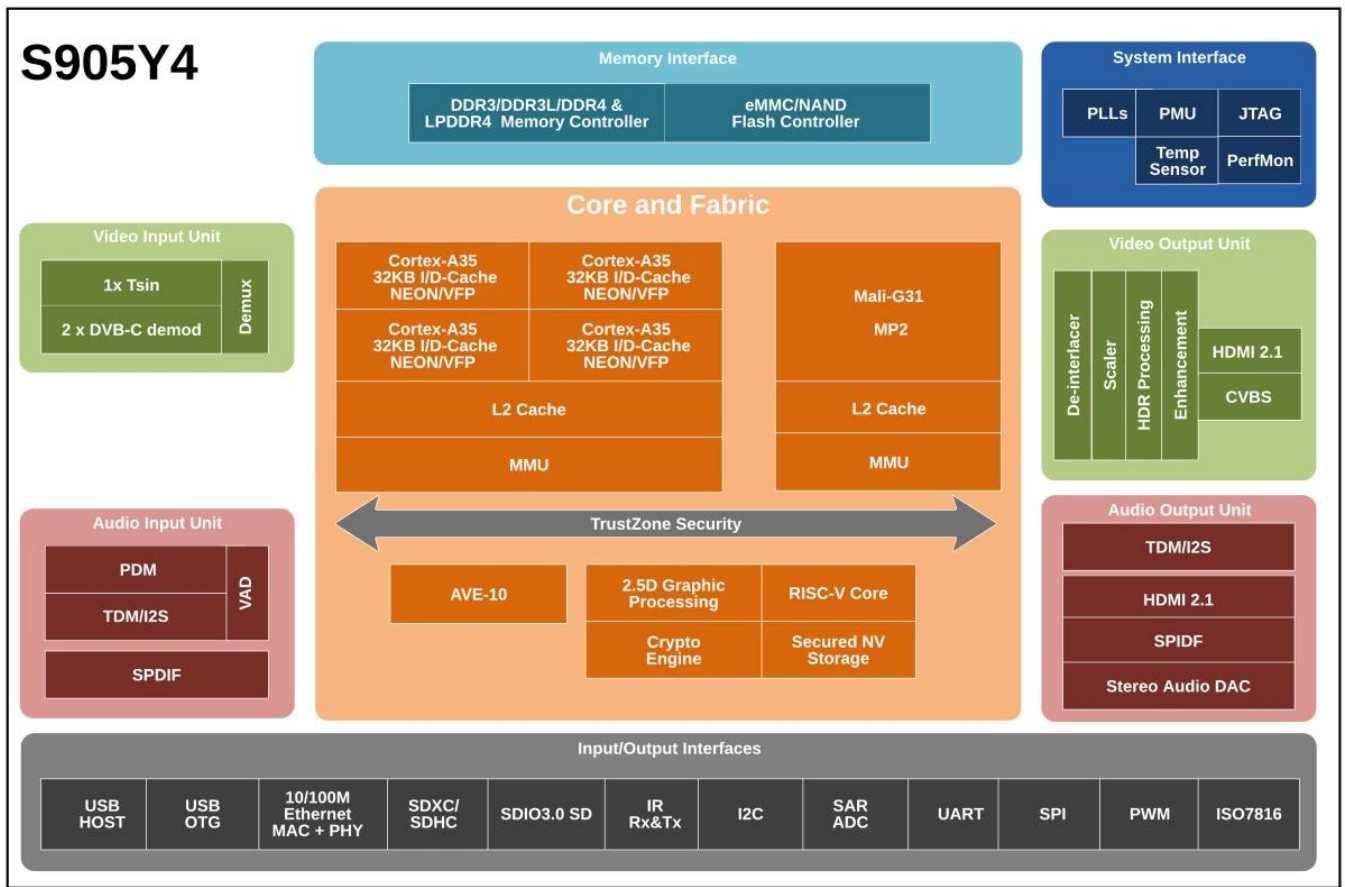 S905Y4
Memory Interface
DDR3/DDR3L/DDR4 &
LPDDR4 Memory Controller
eMMC/NAND
Flash Controller
System Interface
PLLs
PMU
JTAG
Temp
Sensor
PerfMon
Video Input Unit
1x Tsin
2 x DVB-C demod
Demux
Core and Fabric
Cortex-A35
32KB I/D-Cache
NEON/VFP
Cortex-A35
32KB I/D-Cache
NEON/VFP
Cortex-A35
32KB I/D-Cache
NEON/VFP
Cortex-A35
32KB I/D-Cache
NEON/VFP
L2 Cache
MMU
Mali-G31
MP2
L2 Cache
MMU
TrustZone Security
AVE-10
2.5D Graphic
Processing
RISC-V Core
Crypto
Engine
Secured NV
Storage
Video Output Unit
De-interlacer
Scaler
HDR Processing
Enhancement
HDMI 2.1
CVBS
Audio Input Unit
PDM
TDM/I2S
VAD
SPDIF
Audio Output Unit
TDM/I2S
HDMI 2.1
SPIDF
Stereo Audio DAC
Input/Output Interfaces
USB
HOST
USB
OTG
10/100M
Ethernet
MAC + PHY
SDXC/
SDHC
SDIO3.0 SD
IR
Rx&Tx
I2C
SAR
ADC
UART
SPI
PWM
ISO7816